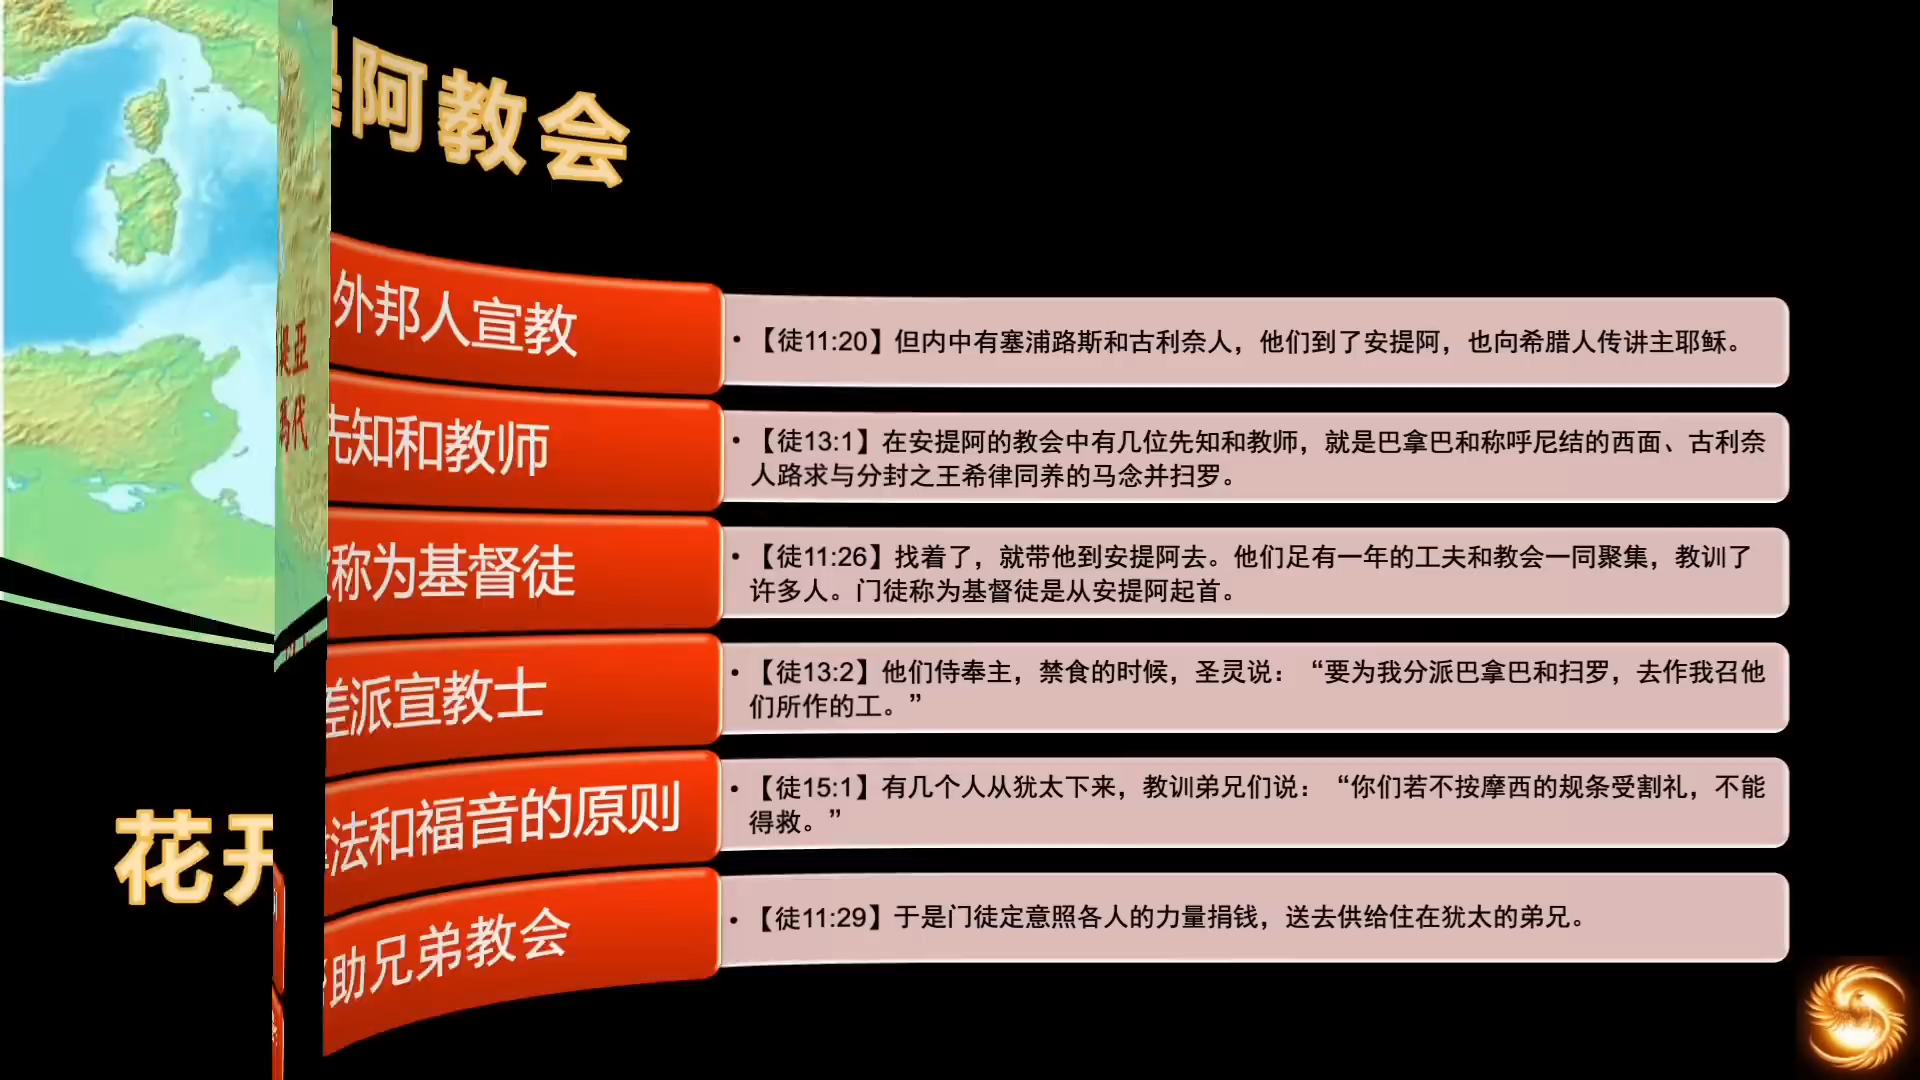 阿教会
外邦人宣教
• 【徒11:20】但内中有塞浦路斯和古利奈人，他们到了安提阿，也向希腊人传讲主耶稣。
先知和教师
• 【徒13:1】在安提阿的教会中有几位先知和教师，就是巴拿巴和称呼尼结的西面、古利奈
人路求与分封之王希律同养的马念并扫罗。
称为基督徒
• 【徒11:26】找着了，就带他到安提阿去。他们足有一年的工夫和教会一同聚集，教训了
许多人。门徒称为基督徒是从安提阿起首。
差派宣教士
• 【徒13:2】他们侍奉主，禁食的时候，圣灵说：“要为我分派巴拿巴和扫罗，去作我召他
们所作的工。”
法和福音的原则
• 【徒15:1】有几个人从犹太下来，教训弟兄们说：“你们若不按摩西的规条受割礼，不能
得救。”
助兄弟教会
• 【徒11:29】于是门徒定意照各人的力量捐钱，送去供给住在犹太的弟兄。
亞
代
花开